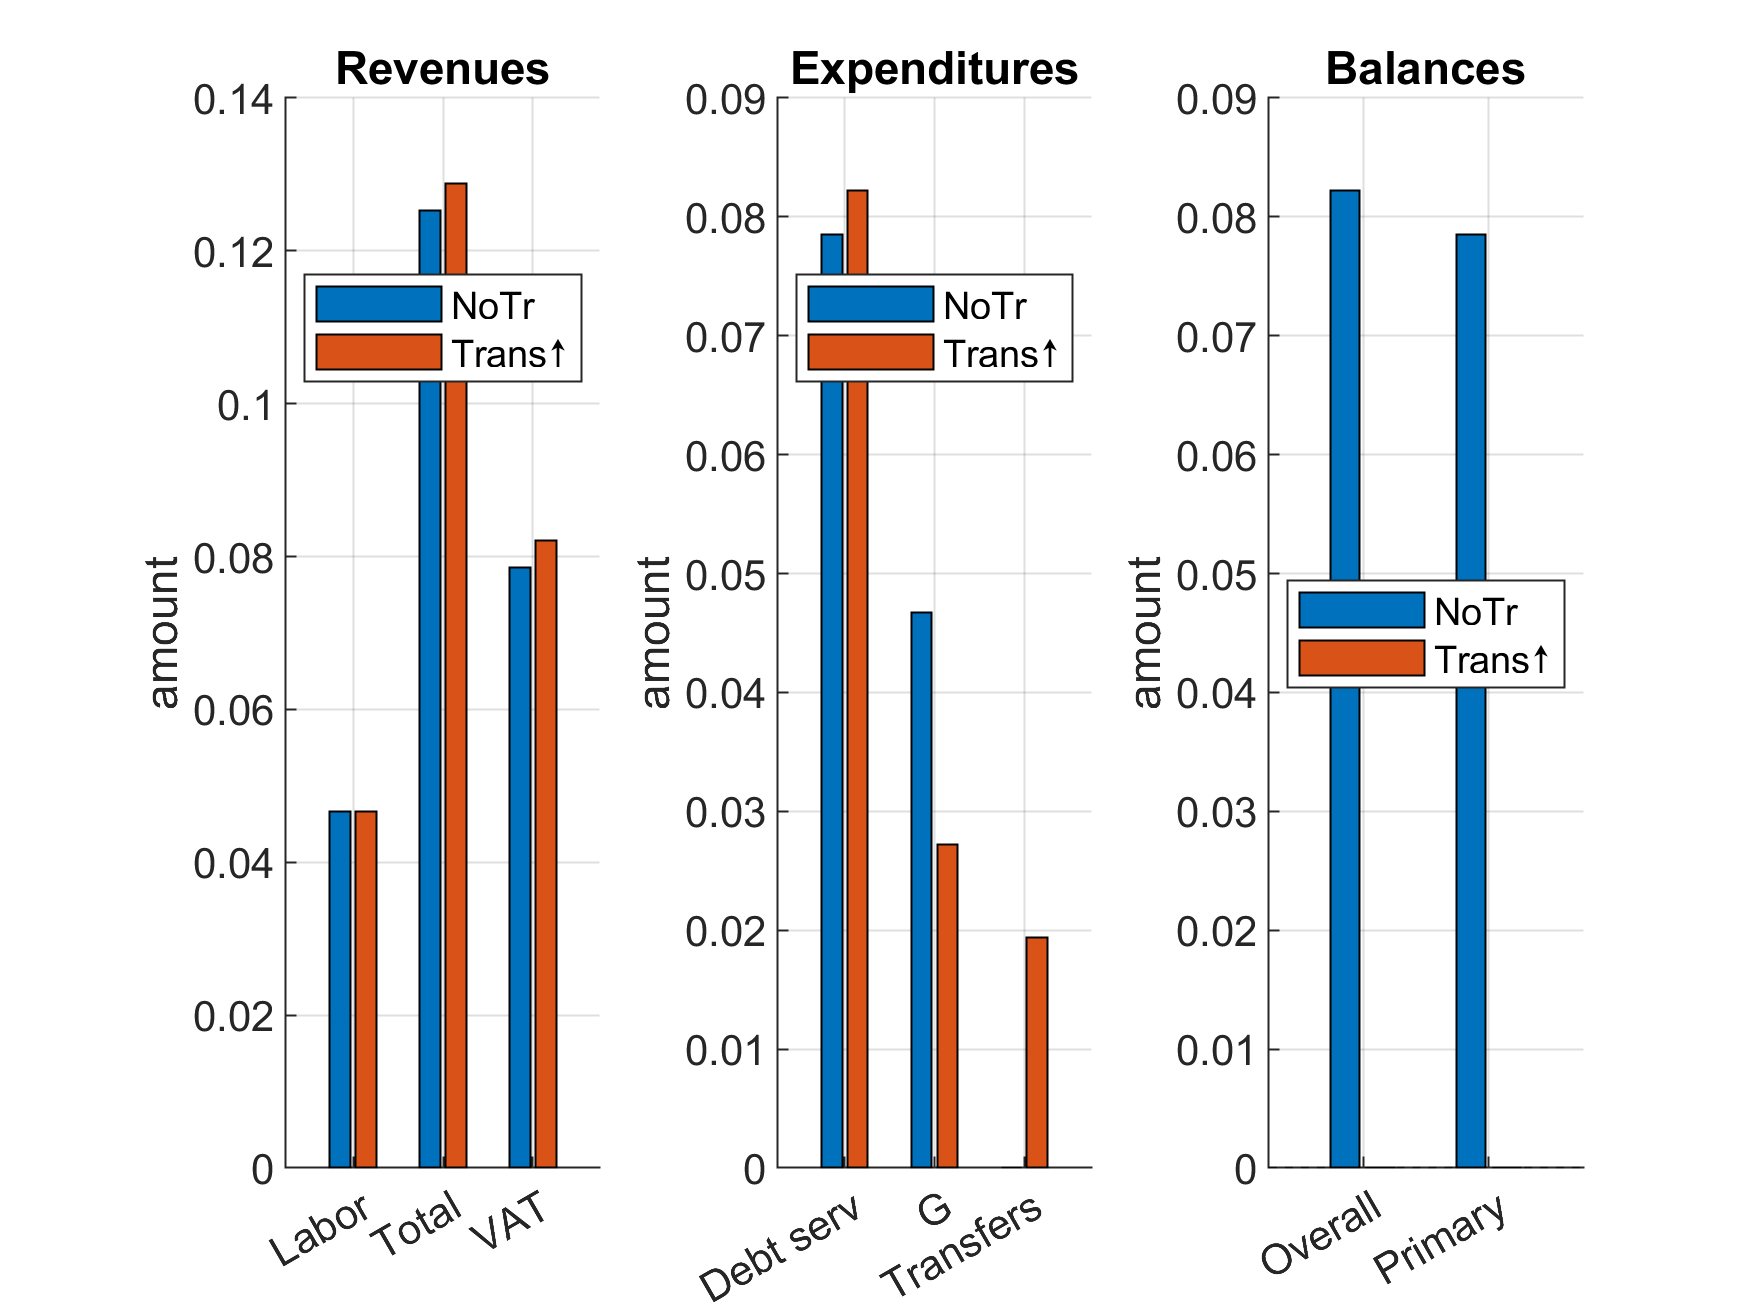 Revenues
0.14
0.12
0.1
0.08
0.06
0.04
0.02
0
amount
NoTr
Trans↑
Labor
Total
VAT
Expenditures
0.09
0.08
0.07
0.06
0.05
0.04
0.03
0.02
0.01
0
amount
NoTr
Trans↑
Debt serv
G
Transfers
Balances
0.09
0.08
0.07
0.06
0.05
0.04
0.03
0.02
0.01
0
amount
NoTr
Trans↑
Overall
Primary